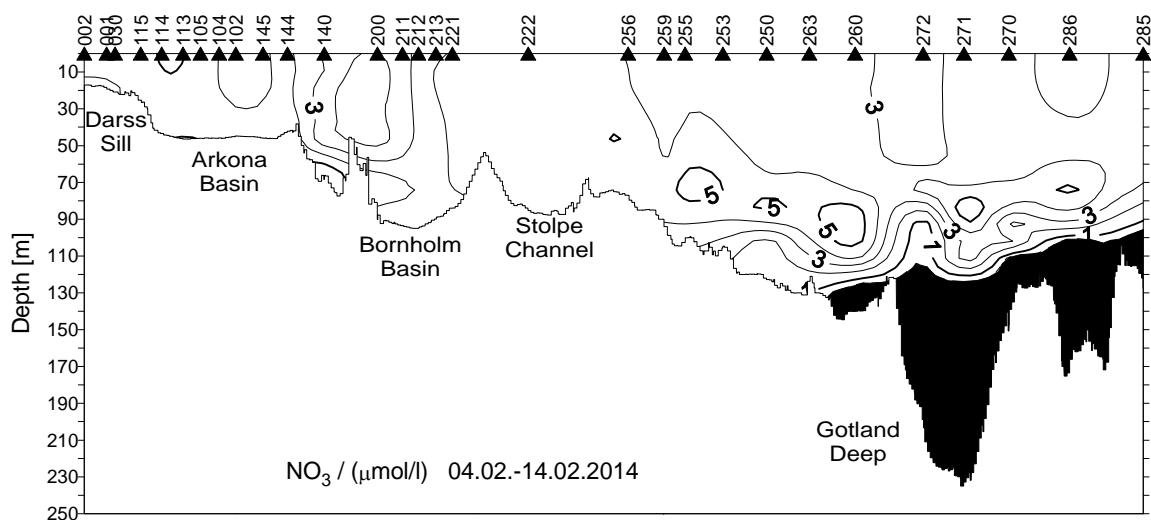 002 001 030 115 114 113 105 104 102 145 144 140 200 211 212 213 221 222 256 259 255 253 250 263 260 272 271 270 286 285
10
30
50
70
90
110
130
150
170
190
210
230
250
Depth [m]
Darss
Sill
Arkona
Basin
Bornholm
Basin
Stolpe
Channel
Gotland
Deep
3
3
5
5
5
3
3
3
1
1
1
NO₃ / (μmol/l) 04.02.-14.02.2014